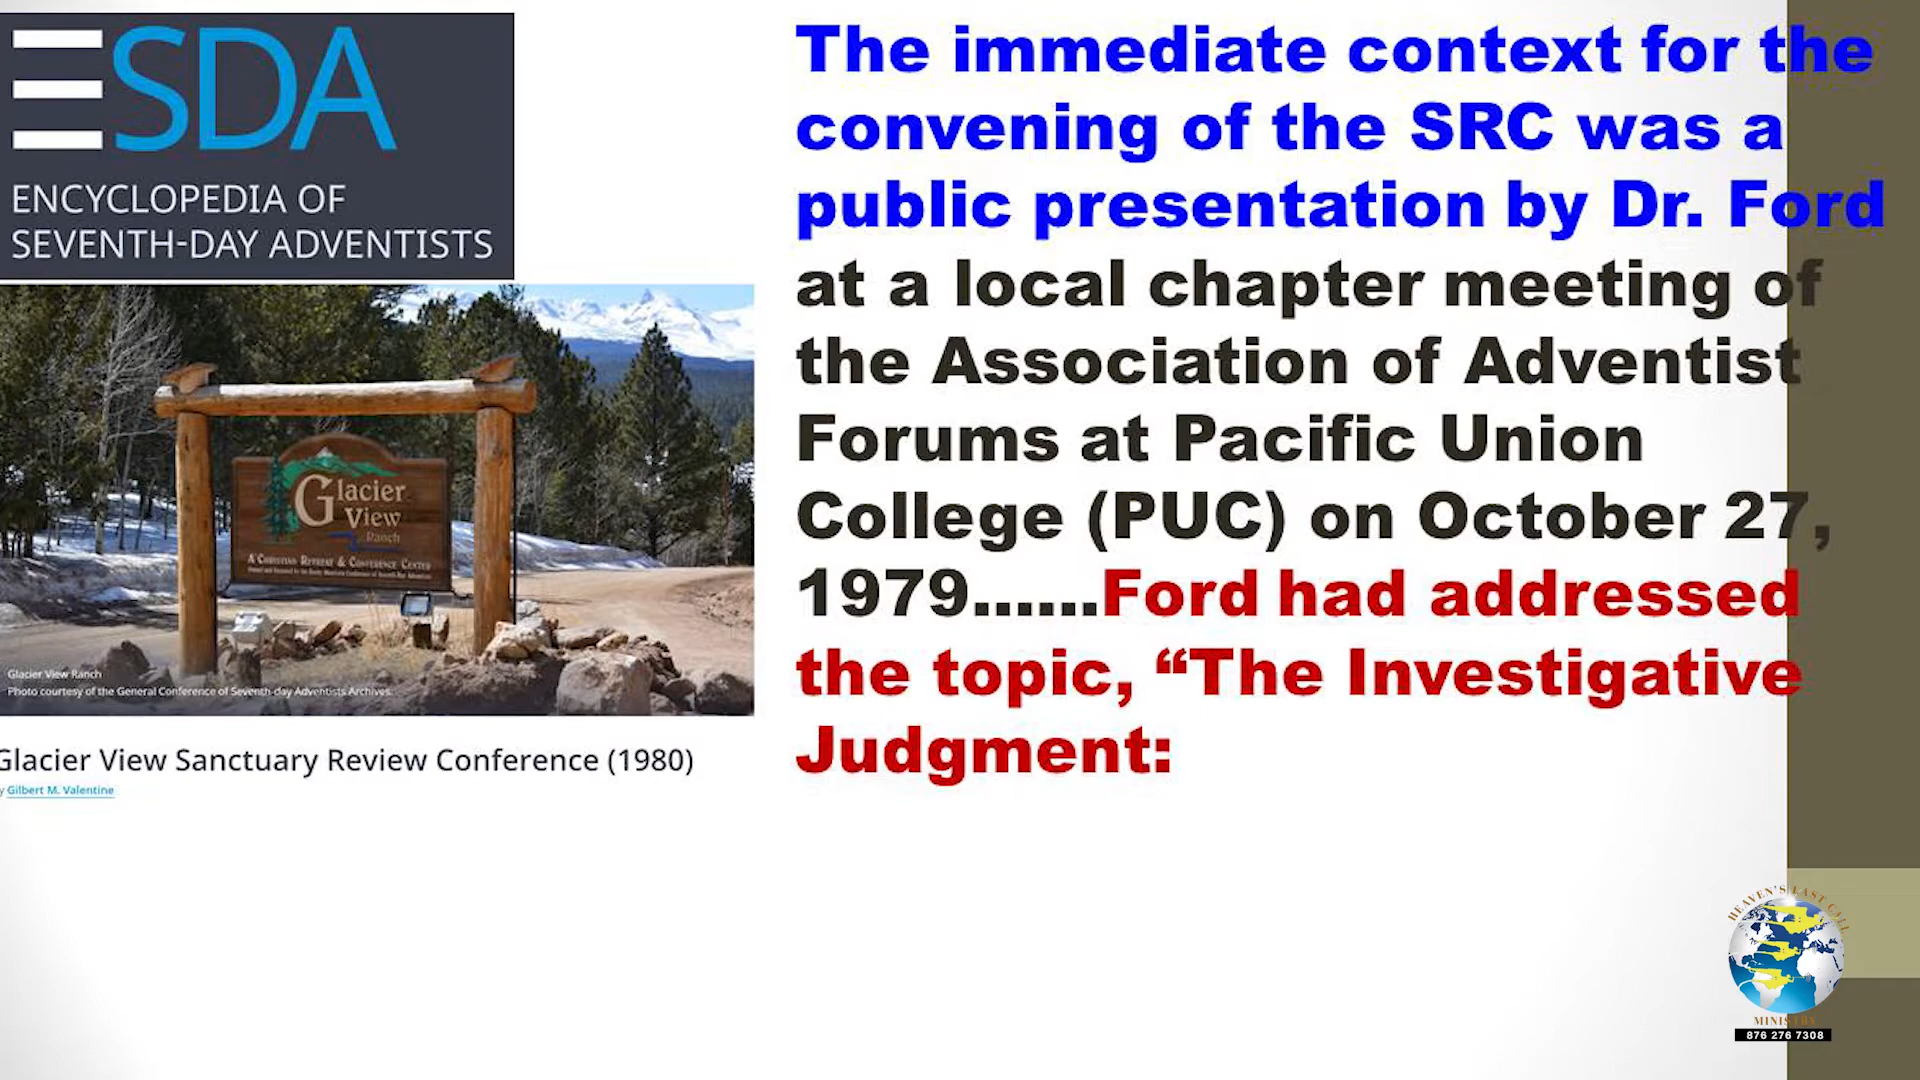 ESDA
ENCYCLOPEDIA OF
SEVENTH-DAY ADVENTISTS
Glacier
View
Ranch
A Christian Retreat & Conference Center
Glacier View Ranch
Photo courtesy of the General Conference of Seventh-day Adventists Archives.
Glacier View Sanctuary Review Conference (1980)
y Gilbert M. Valentine
The immediate context for the
convening of the SRC was a
public presentation by Dr. Ford
at a local chapter meeting of
the Association of Adventist
Forums at Pacific Union
College (PUC) on October 27,
1979......Ford had addressed
the topic, “The Investigative
Judgment:
HEAVEN'S LAST CALL
MINISTRY
876 276 7308